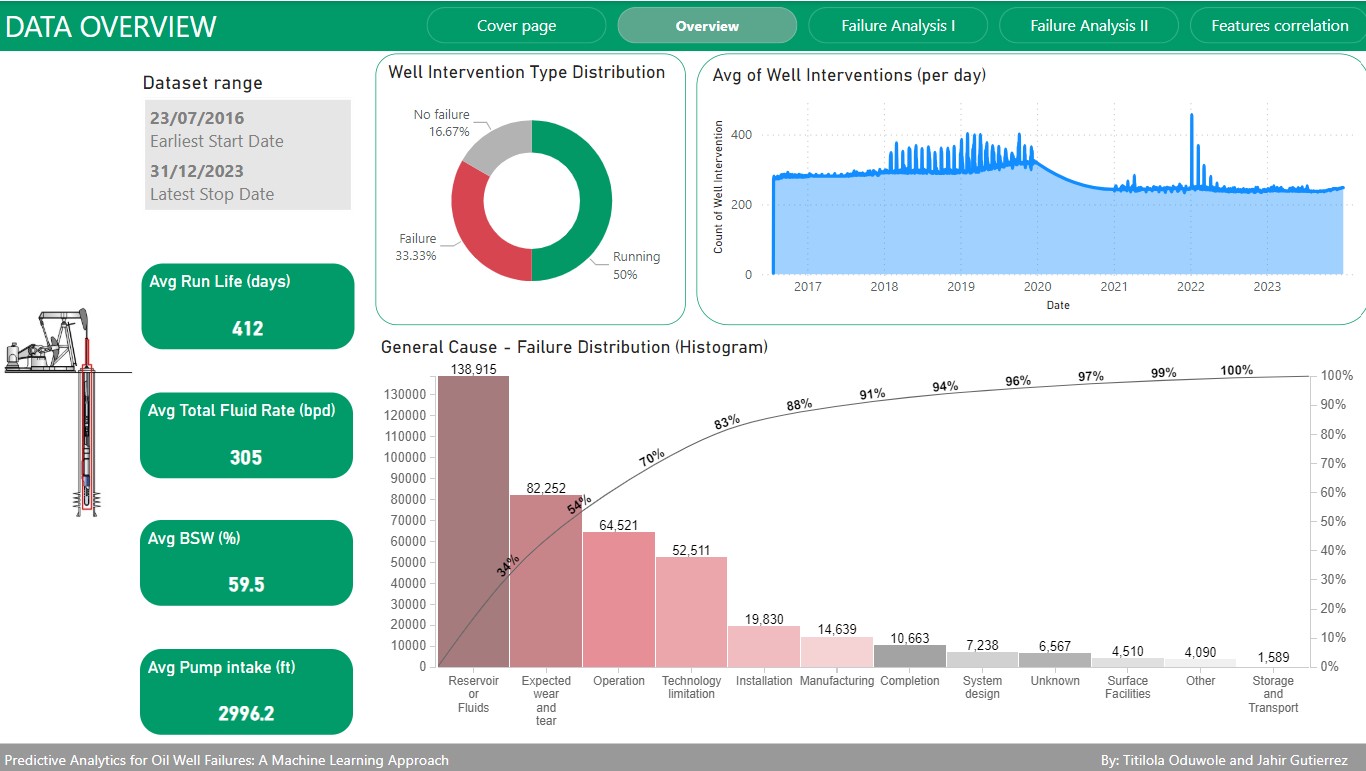 DATA OVERVIEW
Cover page
Overview
Failure Analysis I
Failure Analysis II
Features correlation
Dataset range
23/07/2016
Earliest Start Date
31/12/2023
Latest Stop Date
Avg Run Life (days)
412
Avg Total Fluid Rate (bpd)
305
Avg BSW (%)
59.5
Avg Pump intake (ft)
2996.2
Well Intervention Type Distribution
No failure
16.67%
Failure
33.33%
Running
50%
Avg of Well Interventions (per day)
Count of Well Intervention
400
200
0
2017
2018
2019
2020
2021
2022
2023
Date
General Cause - Failure Distribution (Histogram)
130000
120000
110000
100000
90000
80000
70000
60000
50000
40000
30000
20000
10000
0
138,915
82,252
64,521
52,511
19,830
14,639
10,663
7,238
6,567
4,510
4,090
1,589
34%
54%
70%
83%
88%
91%
94%
96%
97%
99%
100%
100%
90%
80%
70%
60%
50%
40%
30%
20%
10%
0%
Reservoir
or
Fluids
Expected
wear
and
tear
Operation
Technology
limitation
Installation
Manufacturing
Completion
System
design
Unknown
Surface
Facilities
Other
Storage
and
Transport
Predictive Analytics for Oil Well Failures: A Machine Learning Approach
By: Titilola Oduwole and Jahir Gutierrez